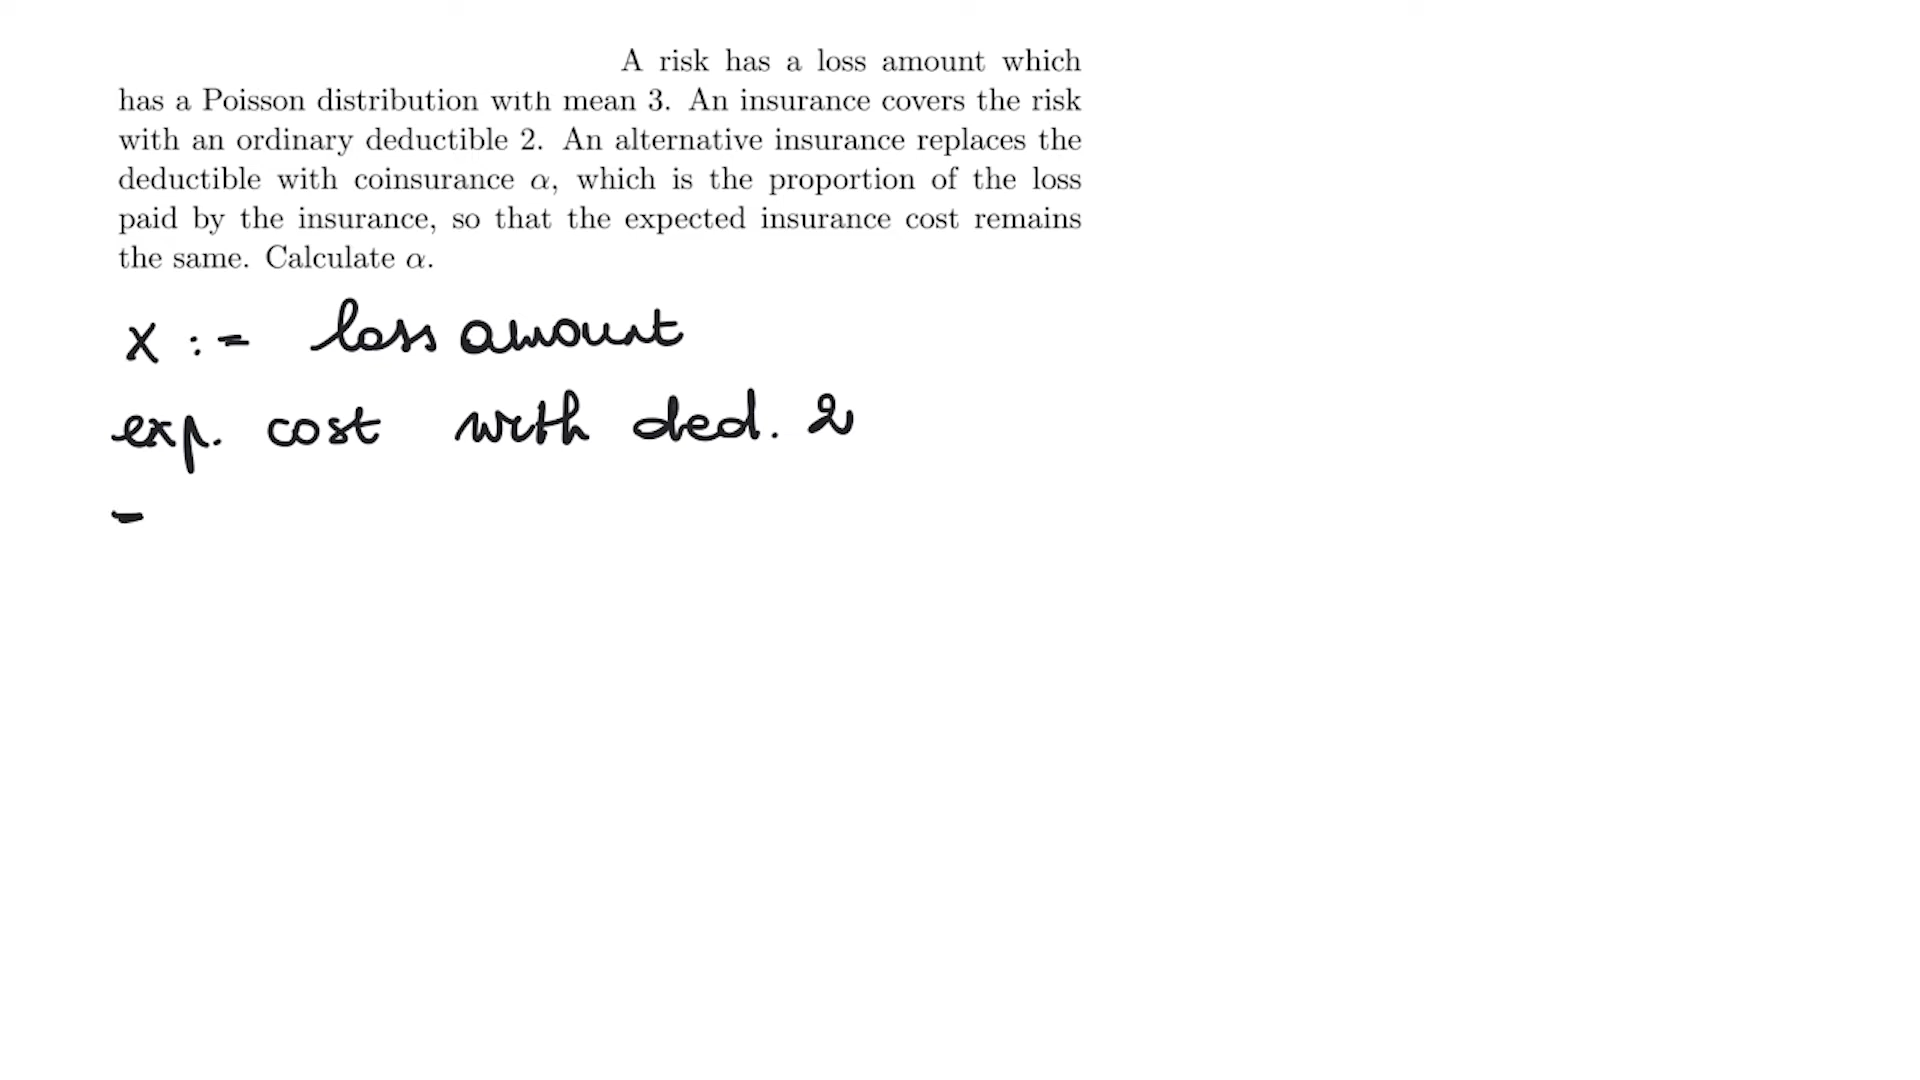 A risk has a loss amount which
has a Poisson distribution with mean 3. An insurance covers the risk
with an ordinary deductible 2. An alternative insurance replaces the
deductible with coinsurance α, which is the proportion of the loss
paid by the insurance, so that the expected insurance cost remains
the same. Calculate α.
X := loss amount
exp. cost with ded. 2
-